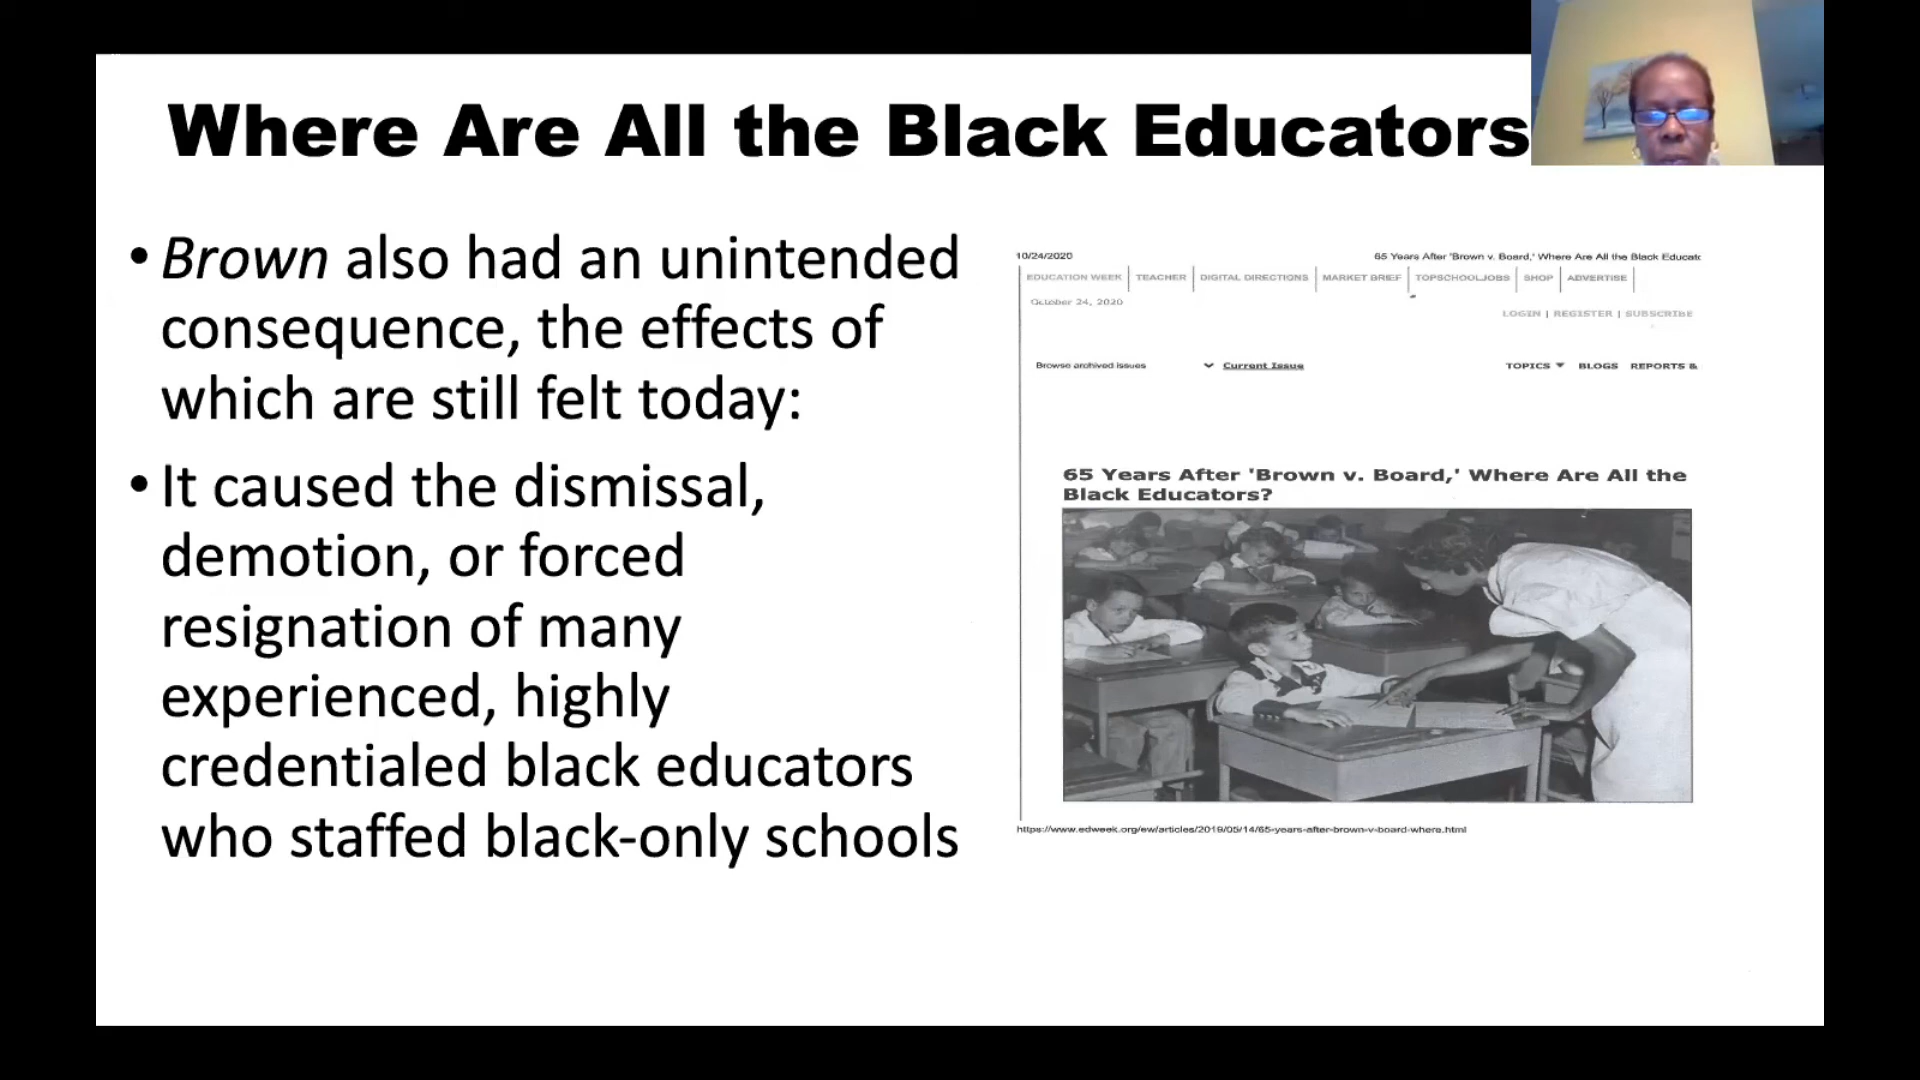 Where Are All the Black Educators
• Brown also had an unintended
consequence, the effects of
which are still felt today:
• It caused the dismissal,
demotion, or forced
resignation of many
experienced, highly
credentialed black educators
who staffed black-only schools
10/24/2020 65 Years After 'Brown v. Board,' Where Are All the Black Educatc
EDUCATION WEEK | TEACHER | DIGITAL DIRECTIONS | MARKET BRIEF | TOPSCHOOLJOBS | SHOP | ADVERTISE |
October 24, 2020
LOGIN | REGISTER | SUBSCRIBE
Browse archived issues Current Issue TOPICS BLOGS REPORTS &
65 Years After 'Brown v. Board,' Where Are All the
Black Educators?
https://www.edweek.org/ew/articles/2019/05/14/65-years-after-brown-v-board-where.html